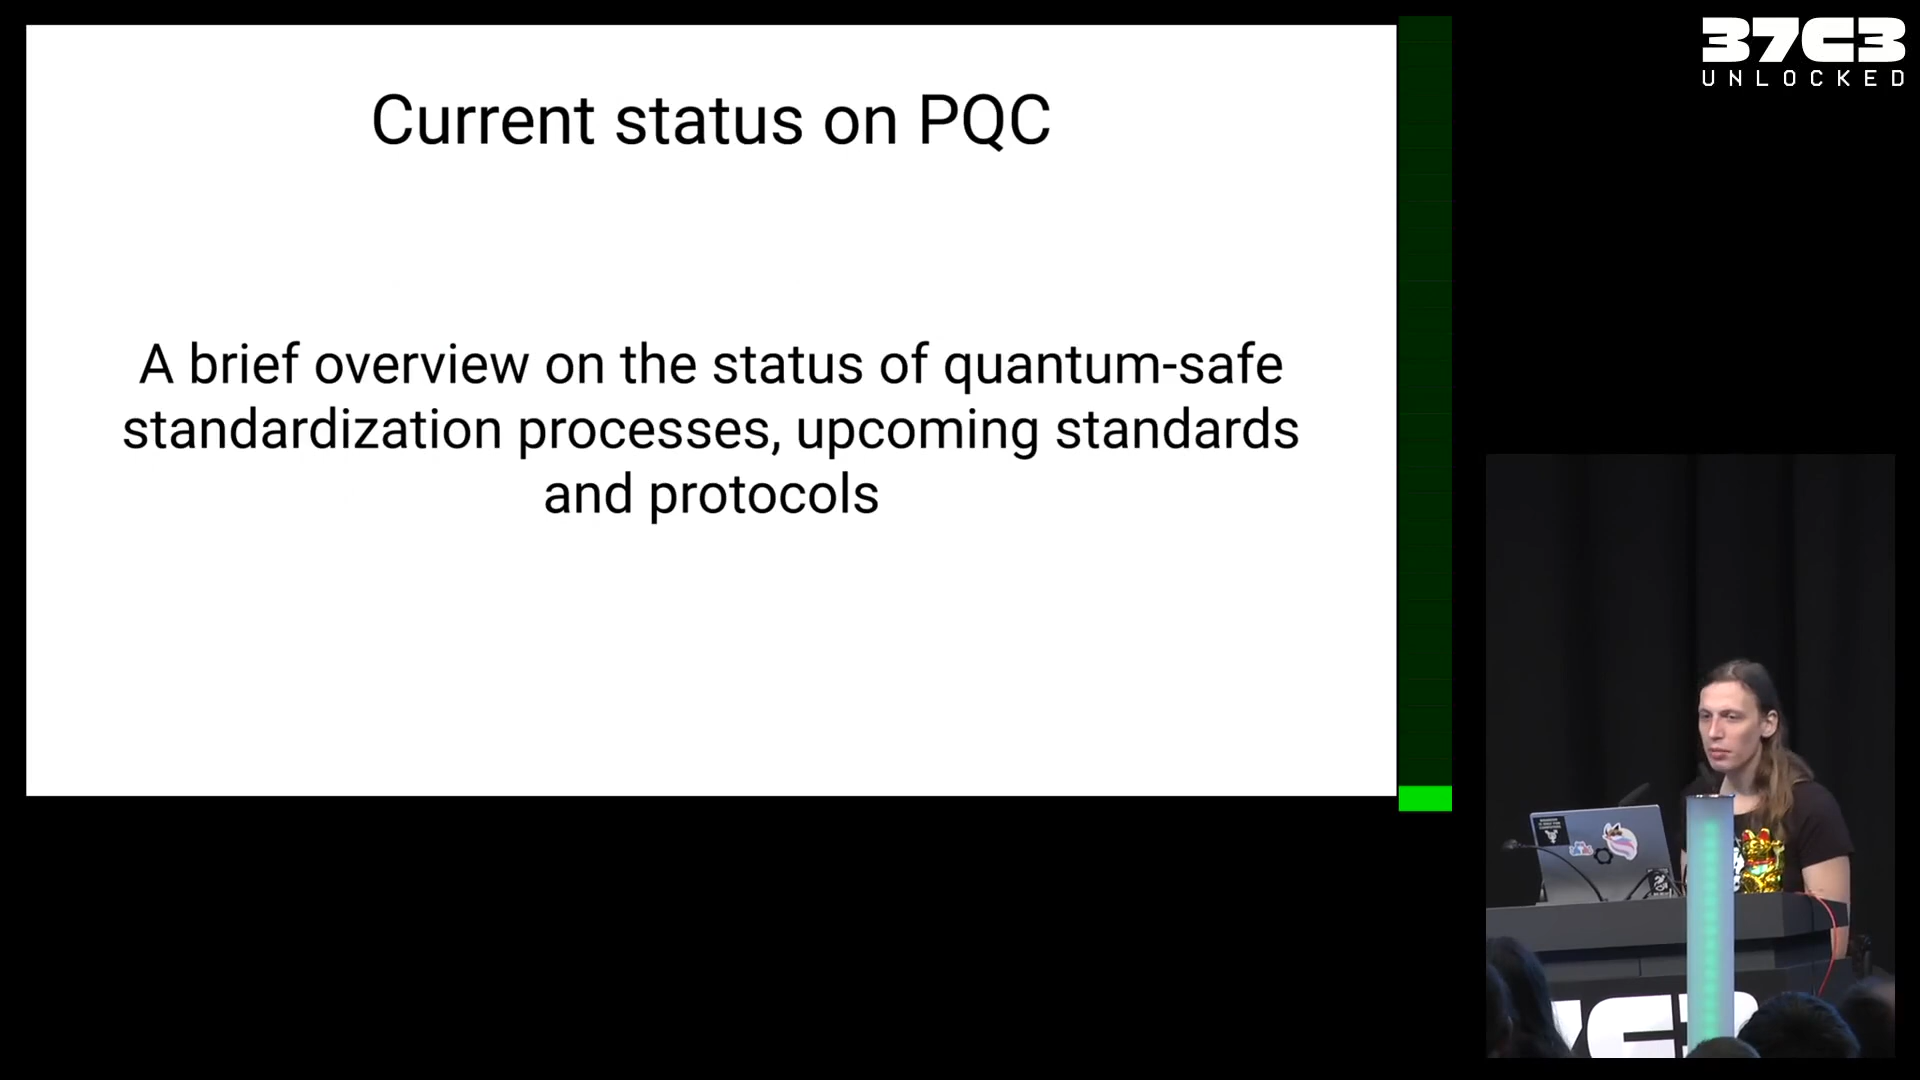 37C3
UNLOCKED
Current status on PQC
A brief overview on the status of quantum-safe
standardization processes, upcoming standards
and protocols